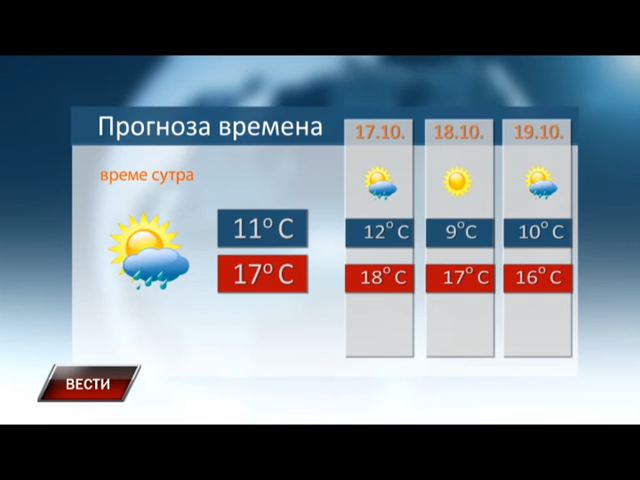 Прогноза времена
време сутра
11° C
17° C
17.10. 18.10. 19.10.
12° C 9°C 10° C
18° C 17° C 16° C
ВЕСТИ